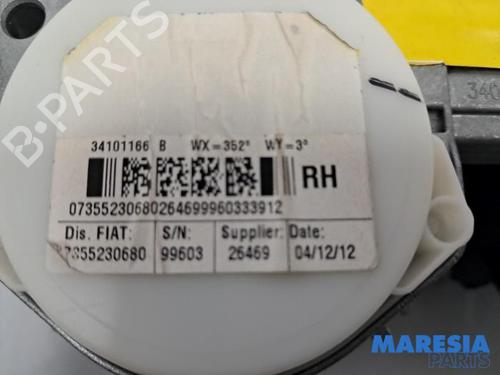 34101166 B WX=352° WY=3°
RH
07355230680264699960333912
Dis. FIAT: S/N: Supplier: Date:
7355230680 99603 26469 04/12/12
340
B-PARTS
MARESIA
PARTS